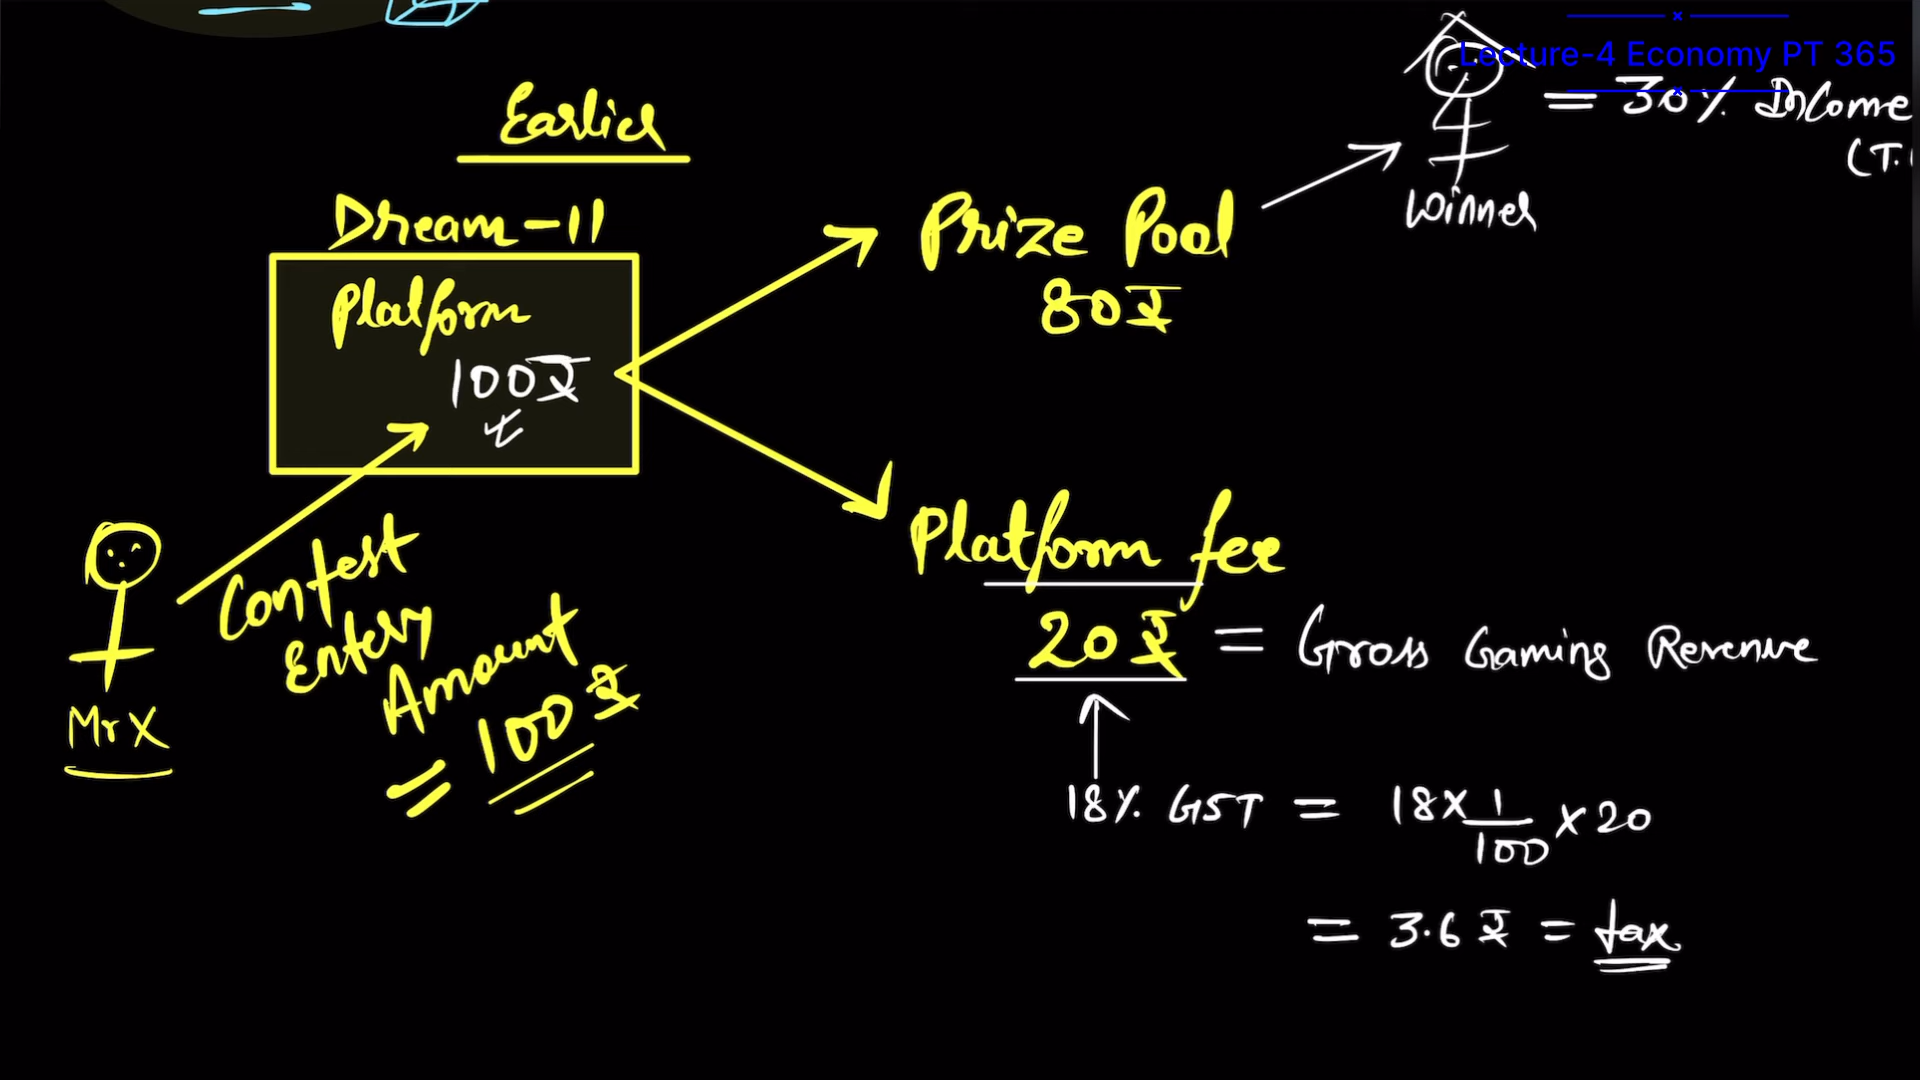 Lecture-4 Economy PT 365
= 30% Income
(T.
Winner
Earlier
Dream-11
Platform
100₹
Prize Pool
80₹
Platform fee
20₹ = Gross Gaming Revenue
18% GST = 18 × 1/100 × 20
= 3.6₹ = tax
Contest
Entry
Amount
= 100₹
Mr X